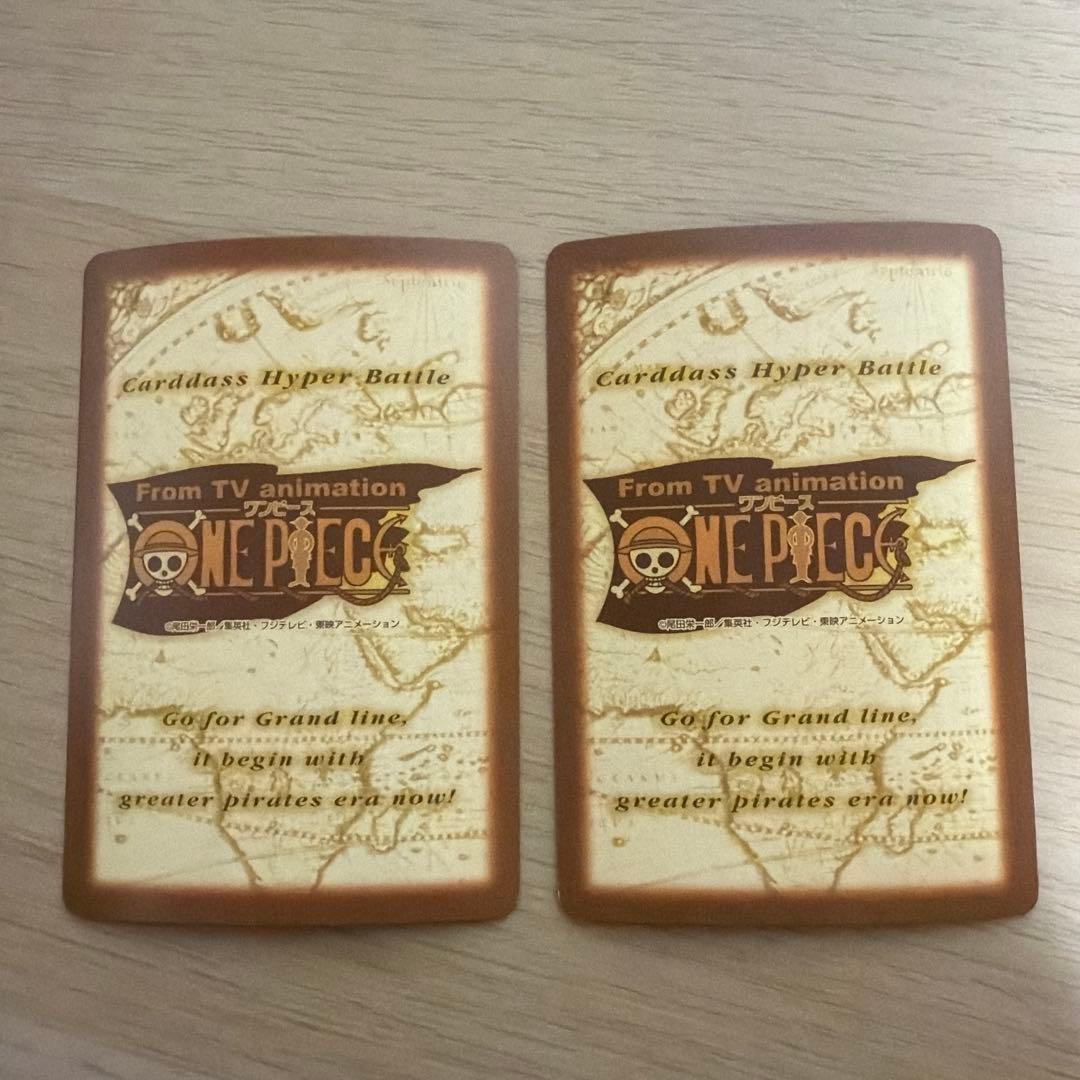 Septentrio
Carddass Hyper Battle
From TV animation
ワンピース
ONE PIECE
©尾田栄一郎／集英社・フジテレビ・東映アニメーション
Go for Grand line,
it begin with
greater pirates era now!
Septentrio
Carddass Hyper Battle
From TV animation
ワンピース
ONE PIECE
©尾田栄一郎／集英社・フジテレビ・東映アニメーション
Go for Grand line,
it begin with
greater pirates era now!